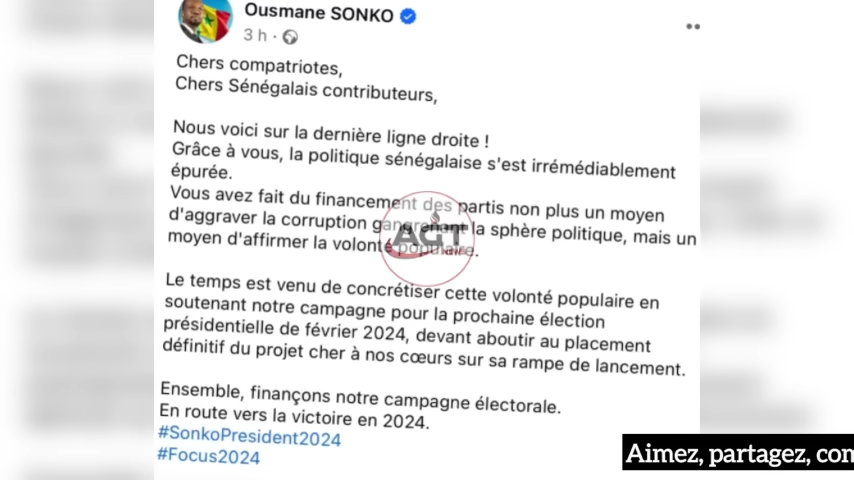 Ousmane SONKO
3 h ·
Chers compatriotes,
Chers Sénégalais contributeurs,
Nous voici sur la dernière ligne droite !
Grâce à vous, la politique sénégalaise s'est irrémédiablement
épurée.
Vous avez fait du financement des partis non plus un moyen
d'aggraver la corruption gangrenant la sphère politique, mais un
moyen d'affirmer la volonté populaire.
AGT
Le temps est venu de concrétiser cette volonté populaire en
soutenant notre campagne pour la prochaine élection
présidentielle de février 2024, devant aboutir au placement
définitif du projet cher à nos cœurs sur sa rampe de lancement.
Ensemble, finançons notre campagne électorale.
En route vers la victoire en 2024.
#SonkoPresident2024
#Focus2024
Aimez, partagez, com